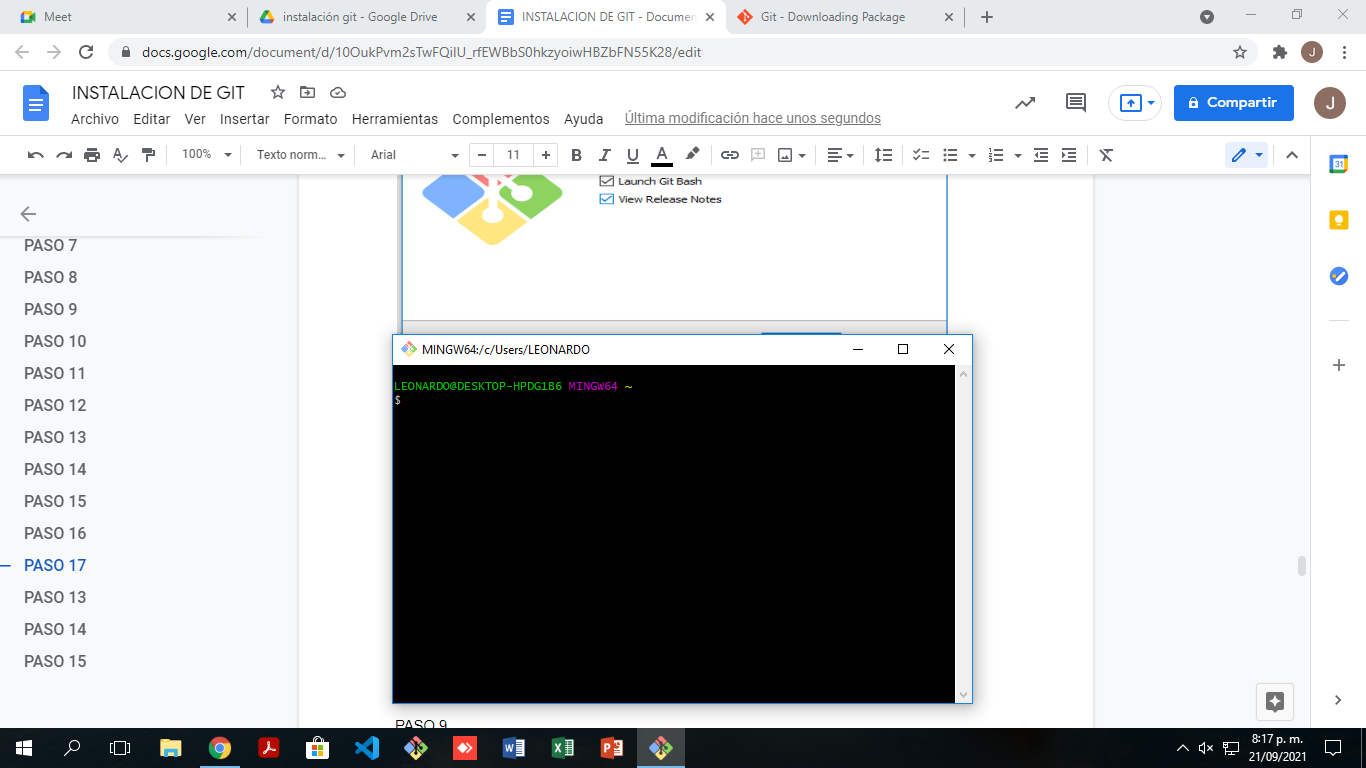 Meet
instalación git - Google Drive
INSTALACION DE GIT - Documen
Git - Downloading Package
docs.google.com/document/d/10OukPvm2sTwFQilU_rfEWBbS0hkzyoiwHBZbFN55K28/edit
J
INSTALACION DE GIT
Archivo Editar Ver Insertar Formato Herramientas Complementos Ayuda Última modificación hace unos segundos
Compartir
J
100% Texto norm... Arial 11 B I U A
31
Launch Git Bash
View Release Notes
PASO 7
PASO 8
PASO 9
PASO 10
PASO 11
PASO 12
PASO 13
PASO 14
PASO 15
PASO 16
PASO 17
PASO 13
PASO 14
PASO 15
MINGW64:/c/Users/LEONARDO
LEONARDO@DESKTOP-HPDG1B6 MINGW64 ~
$
PASO 9
8:17 p. m.
21/09/2021